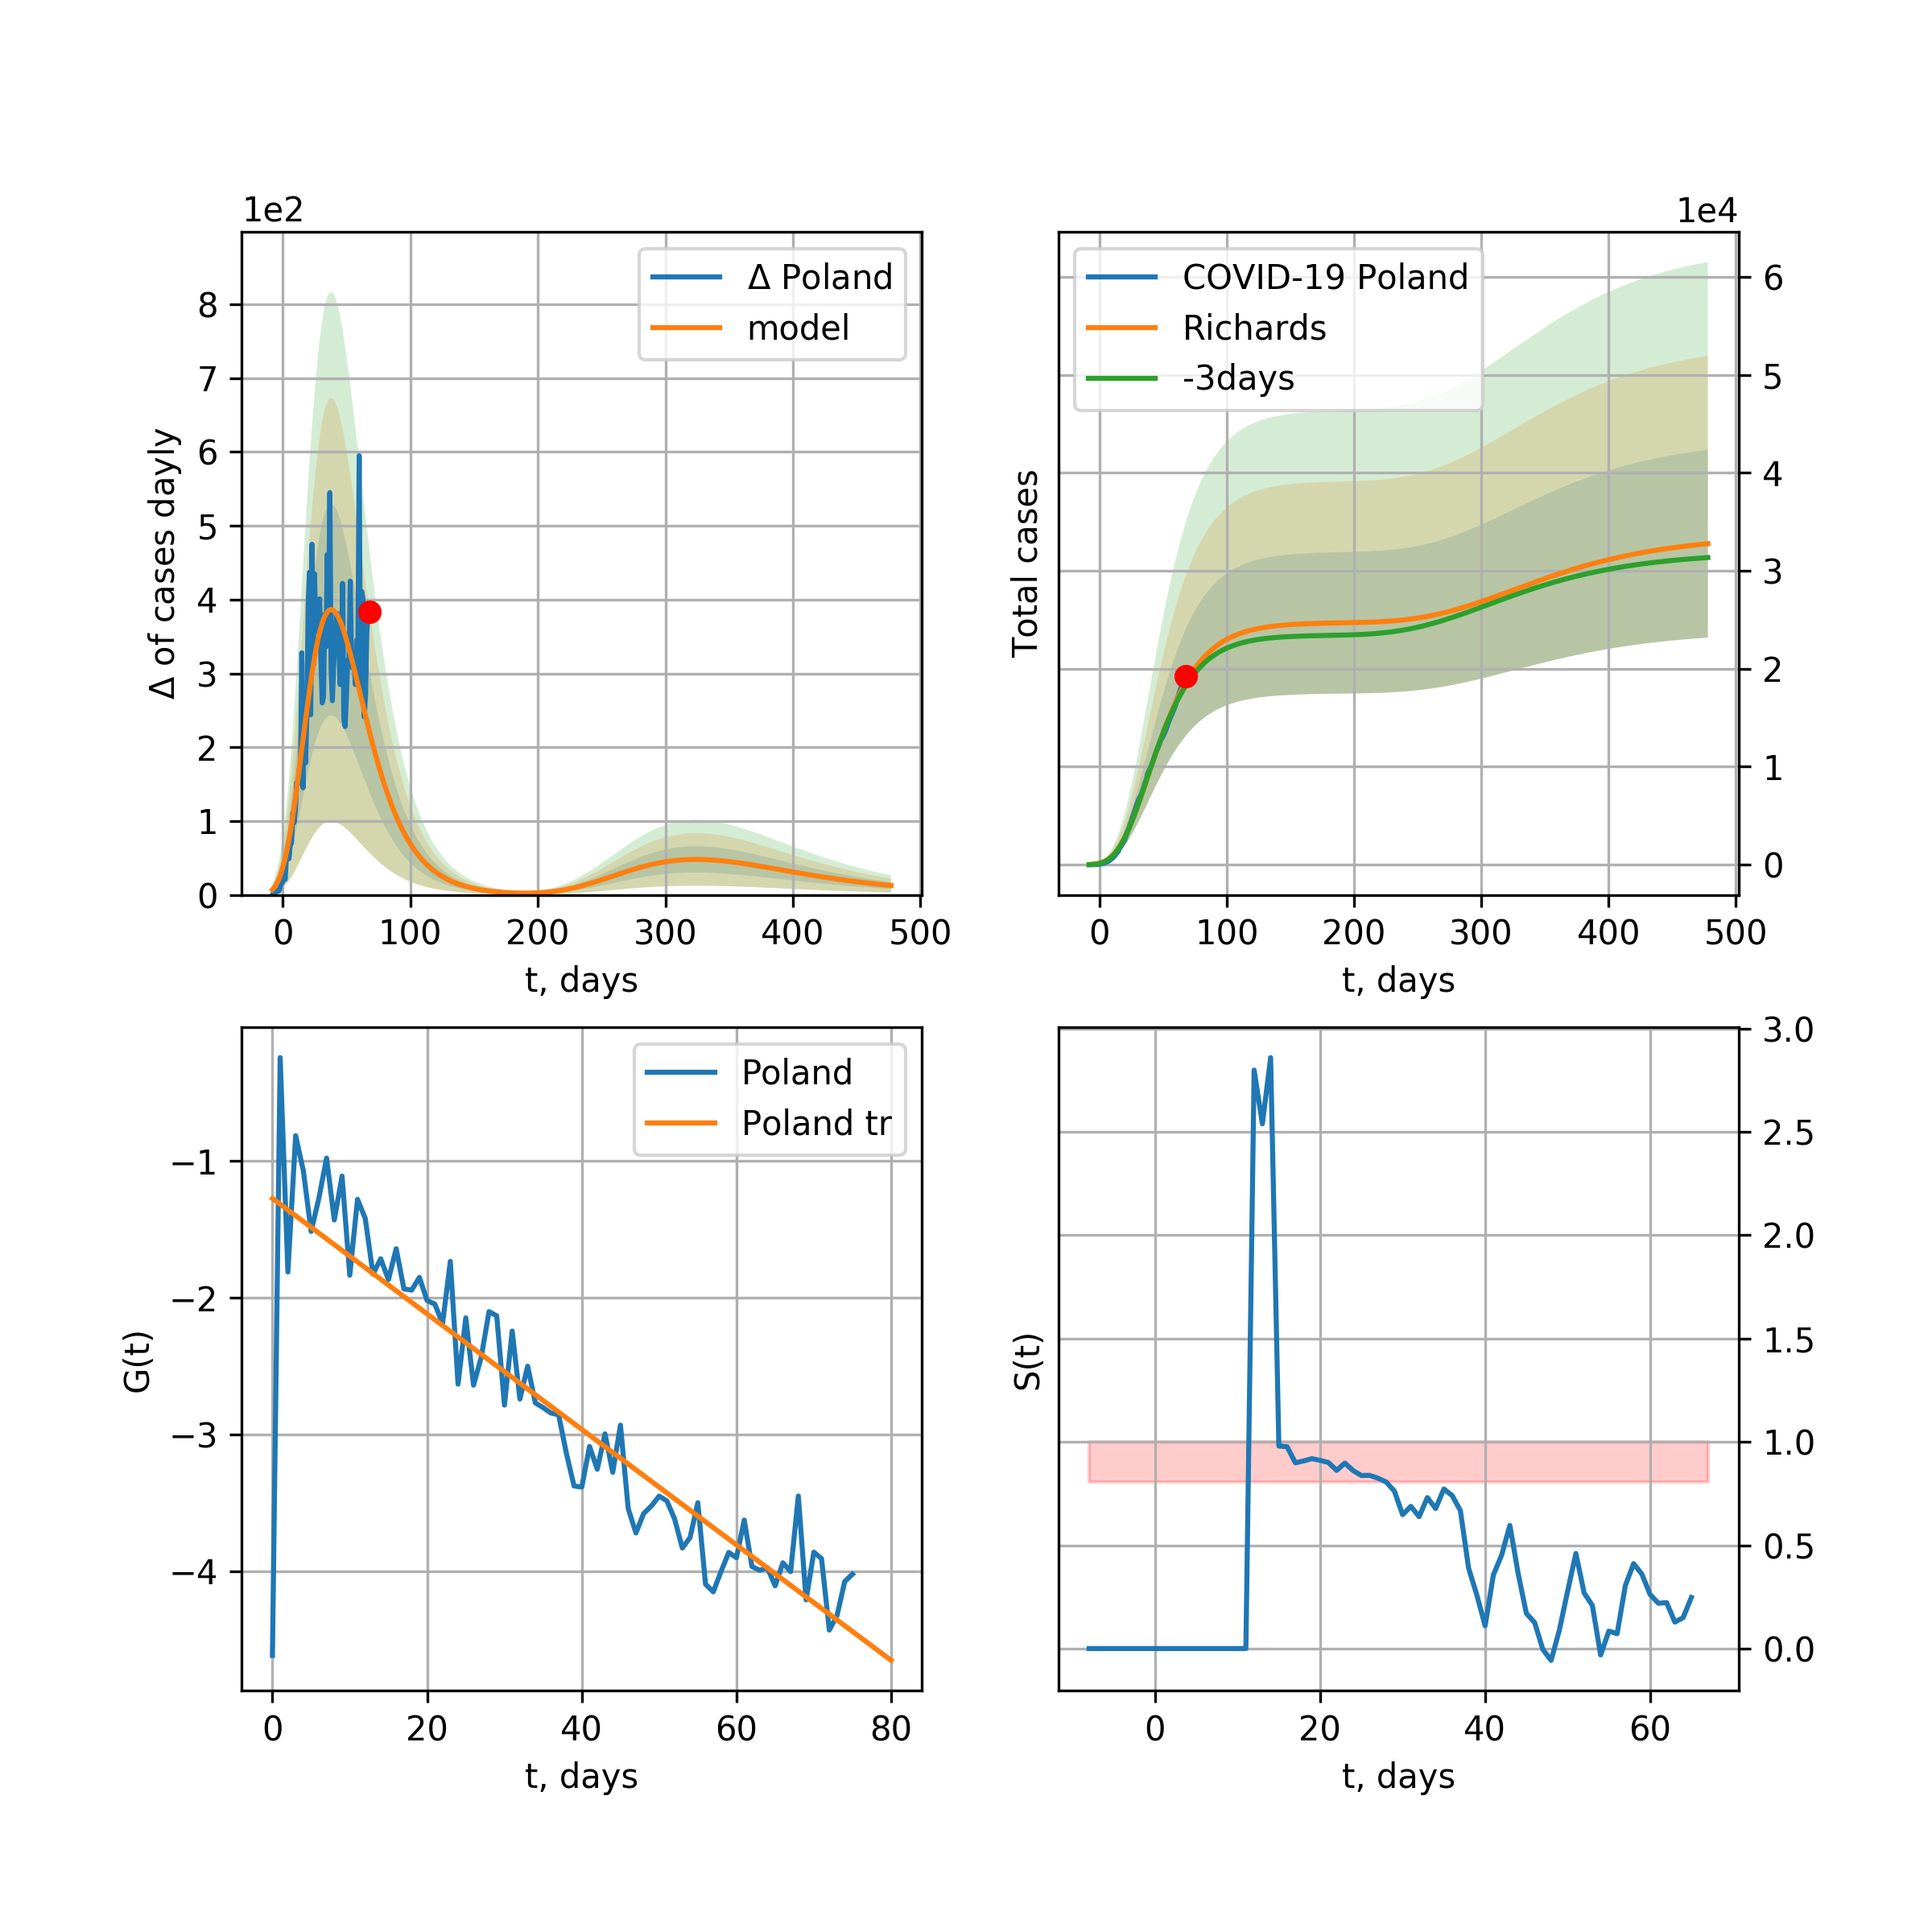 1e2
Δ of cases dayly
8
7
6
5
4
3
2
1
0
0 100 200 300 400 500
t, days
Δ Poland
model
1e4
Total cases
6
5
4
3
2
1
0
0 100 200 300 400 500
t, days
COVID-19 Poland
Richards
-3days
G(t)
−1
−2
−3
−4
0 20 40 60 80
t, days
Poland
Poland tr
S(t)
3.0
2.5
2.0
1.5
1.0
0.5
0.0
0 20 40 60
t, days